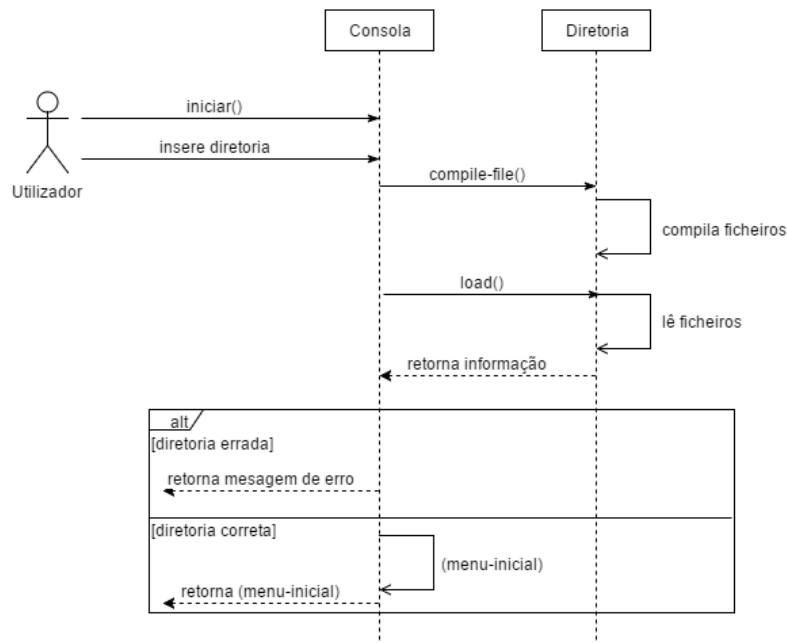 Consola
Diretoria
iniciar()
insere diretoria
Utilizador
compile-file()
compila ficheiros
load()
lê ficheiros
retorna informação
alt
[diretoria errada]
retorna mesagem de erro
[diretoria correta]
(menu-inicial)
retorna (menu-inicial)